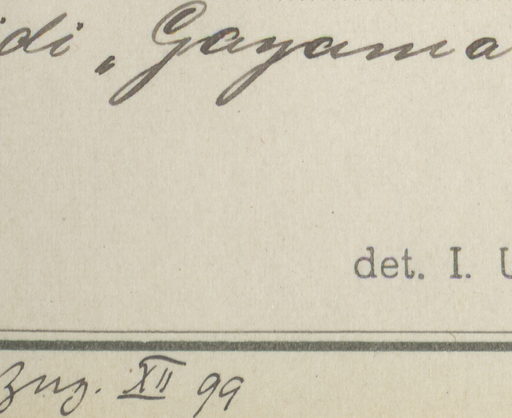 idi „Gayama
det. I. U
Zug. XII 99